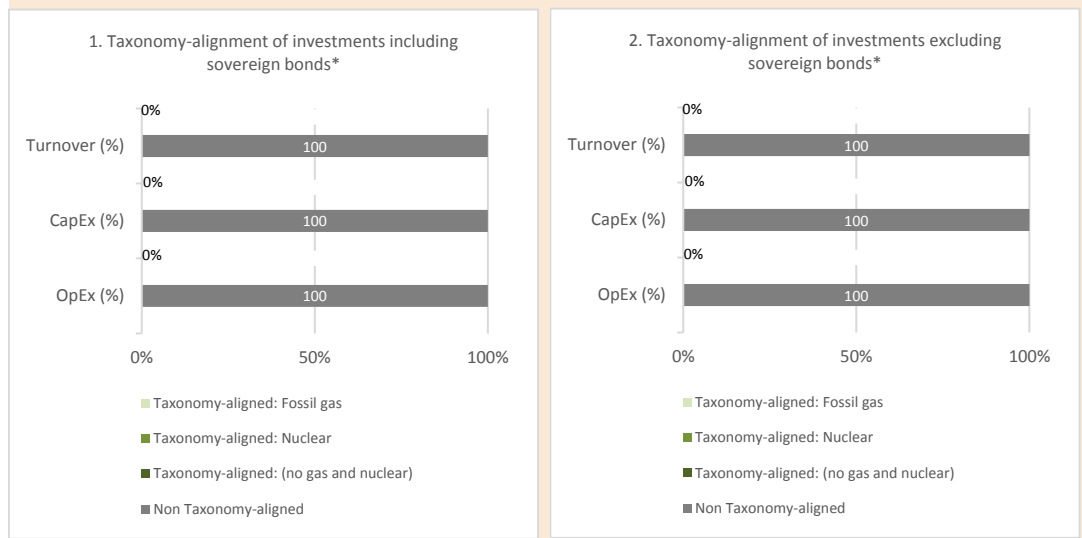 1. Taxonomy-alignment of investments including
sovereign bonds*
0%
Turnover (%)
100
0%
CapEx (%)
100
0%
OpEx (%)
100
0%
50%
100%
Taxonomy-aligned: Fossil gas
Taxonomy-aligned: Nuclear
Taxonomy-aligned: (no gas and nuclear)
Non Taxonomy-aligned
2. Taxonomy-alignment of investments excluding
sovereign bonds*
0%
Turnover (%)
100
0%
CapEx (%)
100
0%
OpEx (%)
100
0%
50%
100%
Taxonomy-aligned: Fossil gas
Taxonomy-aligned: Nuclear
Taxonomy-aligned: (no gas and nuclear)
Non Taxonomy-aligned